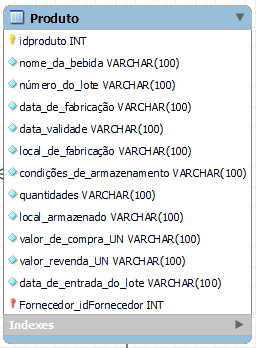 Produto
idproduto INT
nome_da_bebida VARCHAR(100)
número_do_lote VARCHAR(100)
data_de_fabricação VARCHAR(100)
data_validade VARCHAR(100)
local_de_fabricação VARCHAR(100)
condições_de_armazenamento VARCHAR(100)
quantidades VARCHAR(100)
local_armazenado VARCHAR(100)
valor_de_compra_UN VARCHAR(100)
valor_revenda_UN VARCHAR(100)
data_de_entrada_do_lote VARCHAR(100)
Fornecedor_idFornecedor INT
Indexes